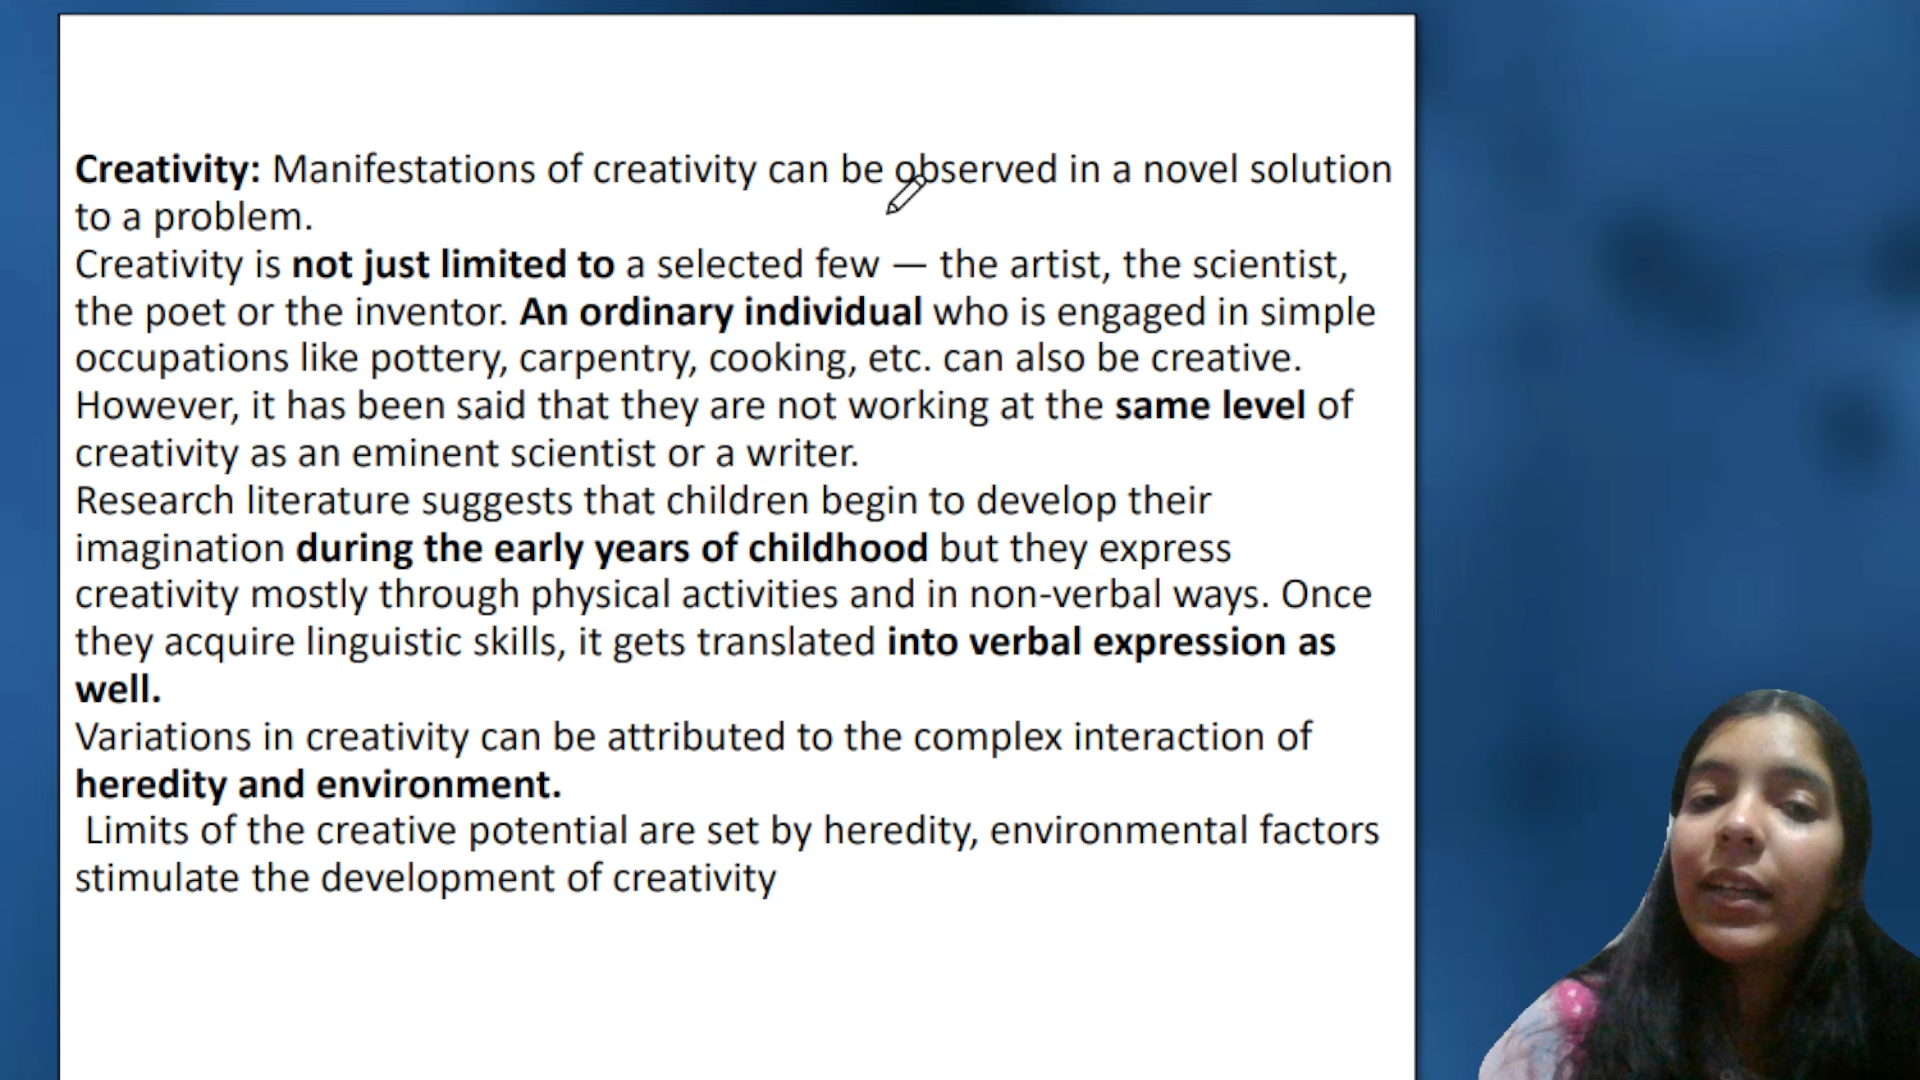 Creativity: Manifestations of creativity can be observed in a novel solution
to a problem.
Creativity is not just limited to a selected few — the artist, the scientist,
the poet or the inventor. An ordinary individual who is engaged in simple
occupations like pottery, carpentry, cooking, etc. can also be creative.
However, it has been said that they are not working at the same level of
creativity as an eminent scientist or a writer.
Research literature suggests that children begin to develop their
imagination during the early years of childhood but they express
creativity mostly through physical activities and in non-verbal ways. Once
they acquire linguistic skills, it gets translated into verbal expression as
well.
Variations in creativity can be attributed to the complex interaction of
heredity and environment.
Limits of the creative potential are set by heredity, environmental factors
stimulate the development of creativity